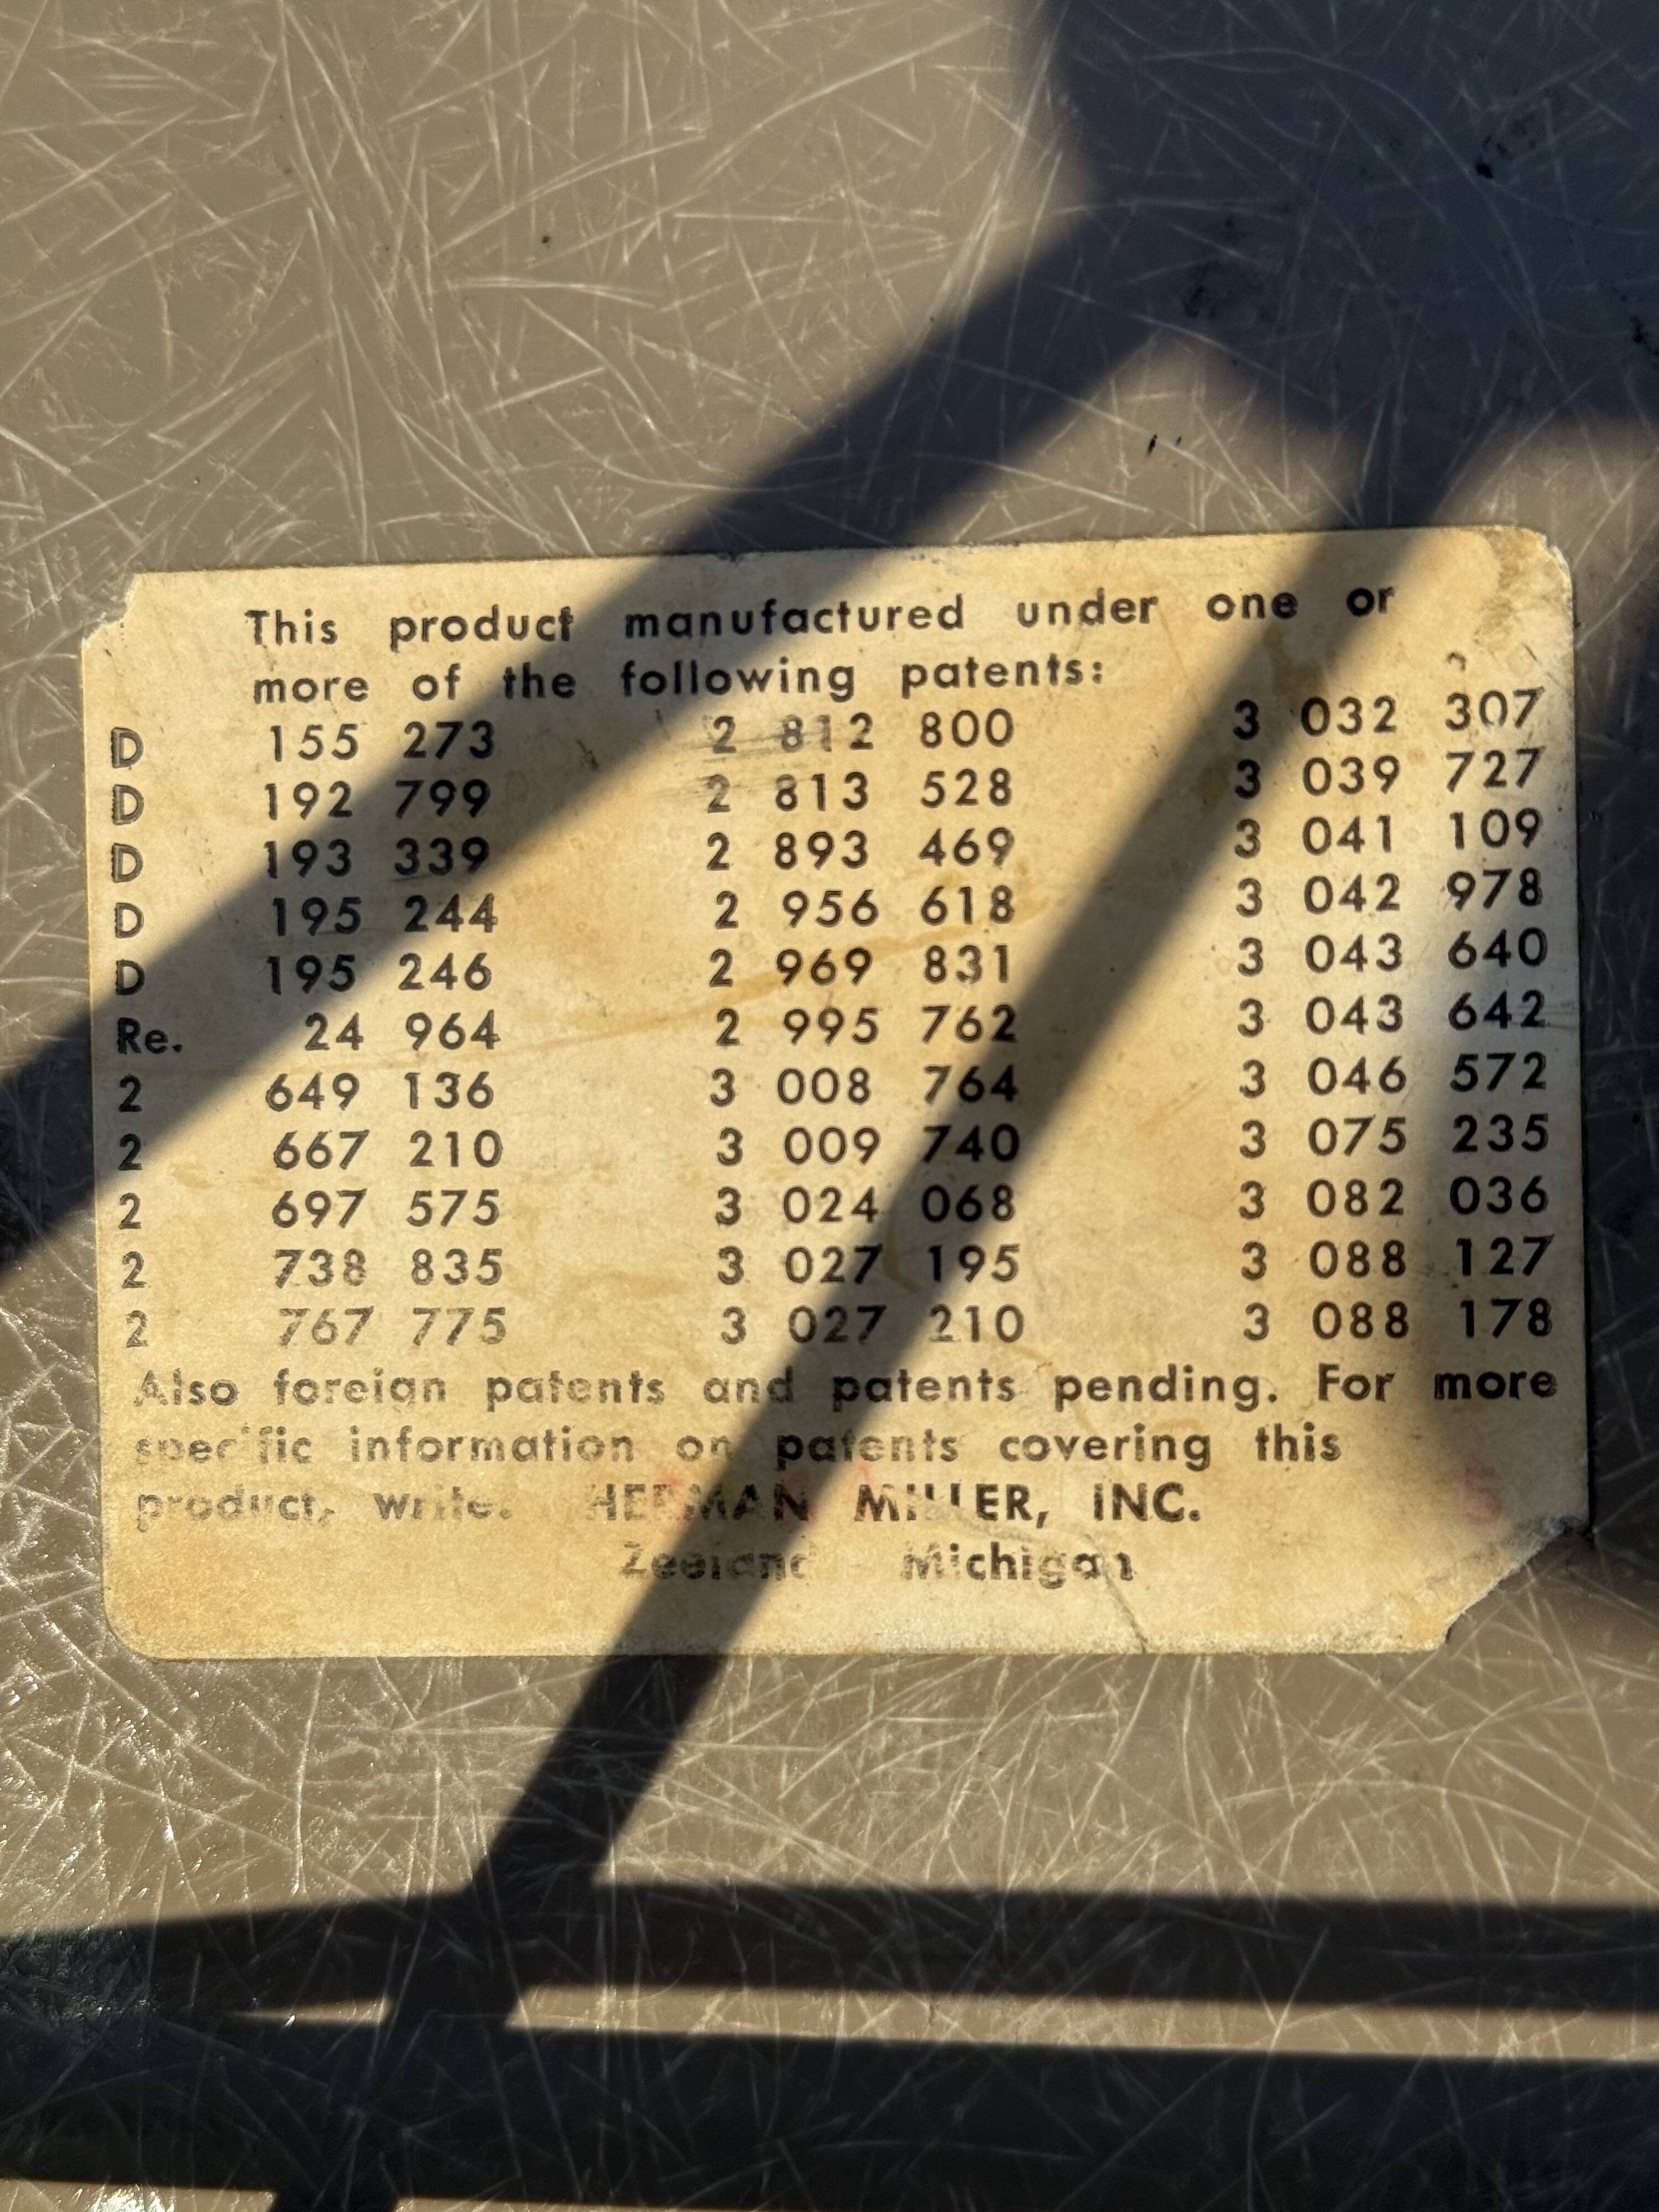 This product manufactured under one or
more of the following patents:
D 155 273 2 812 800 3 032 307
D 192 799 2 813 528 3 039 727
D 193 339 2 893 469 3 041 109
D 195 244 2 956 618 3 042 978
D 195 246 2 969 831 3 043 640
Re. 24 964 2 995 762 3 043 642
2 649 136 3 008 764 3 046 572
2 667 210 3 009 740 3 075 235
2 697 575 3 024 068 3 082 036
2 738 835 3 027 195 3 088 127
2 767 775 3 027 210 3 088 178
Also foreign patents and patents pending. For more
specific information on patents covering this
product, write. HERMAN MILLER, INC.
Zeeland Michigan